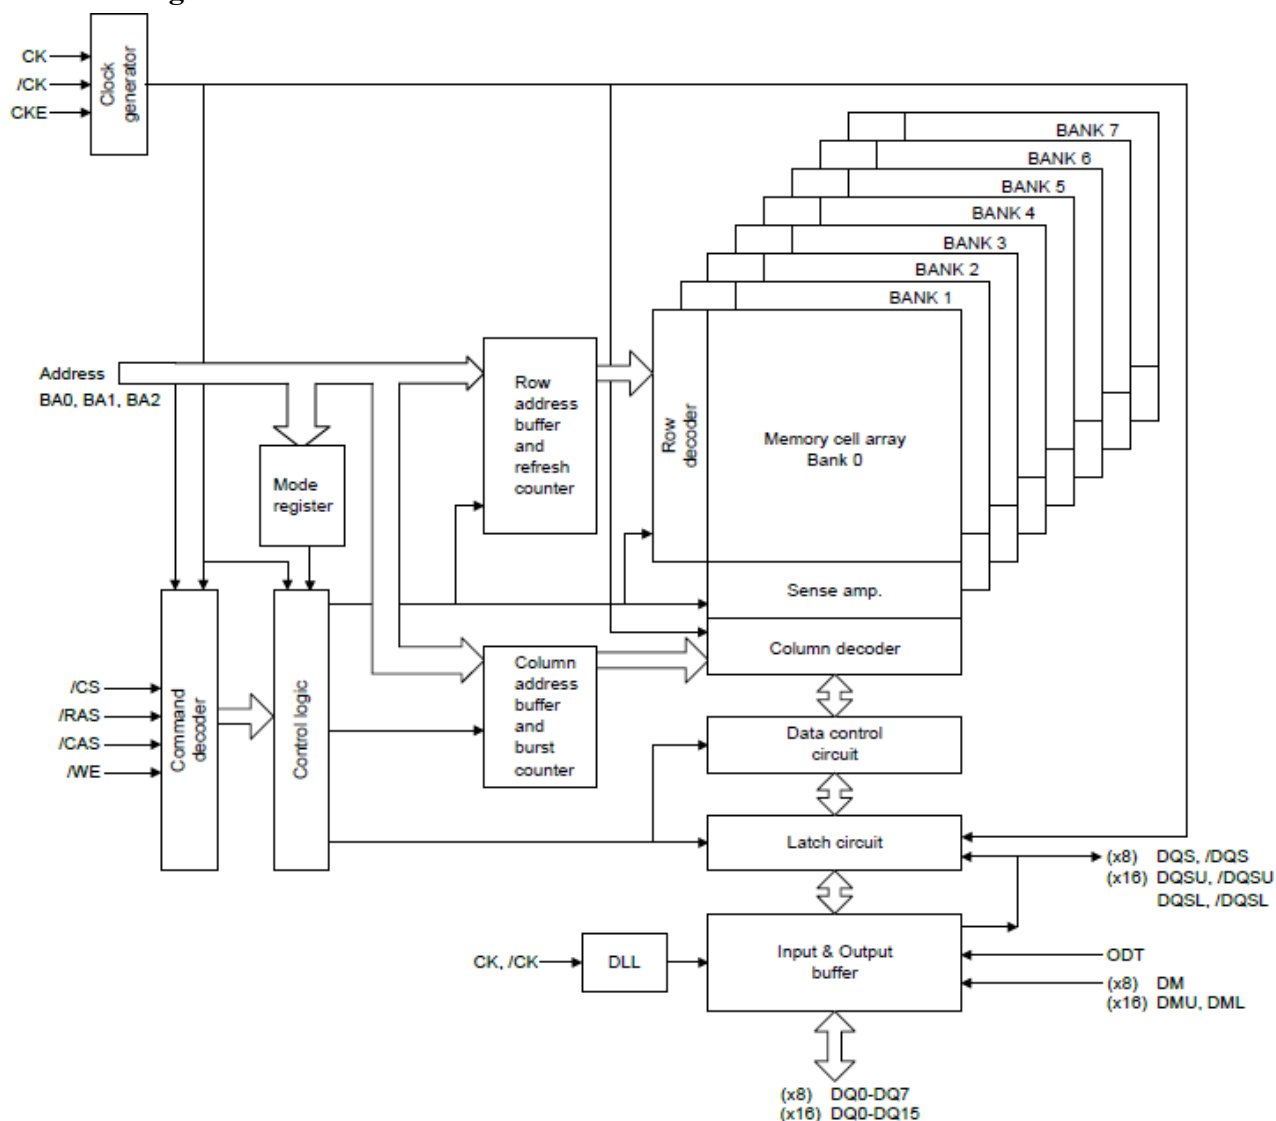 CK
/CK
CKE
Clock
generator
BANK 7
BANK 6
BANK 5
BANK 4
BANK 3
BANK 2
BANK 1
Address
BA0, BA1, BA2
Row
address
buffer
and
refresh
counter
Row
decoder
Memory cell array
Bank 0
Mode
register
Sense amp.
Column decoder
/CS
/RAS
/CAS
/WE
Command
decoder
Control logic
Column
address
buffer
and
burst
counter
Data control
circuit
Latch circuit
(x8) DQS, /DQS
(x16) DQSU, /DQSU
DQSL, /DQSL
CK, /CK
DLL
Input & Output
buffer
ODT
(x8) DM
(x16) DMU, DML
(x8) DQ0-DQ7
(x16) DQ0-DQ15